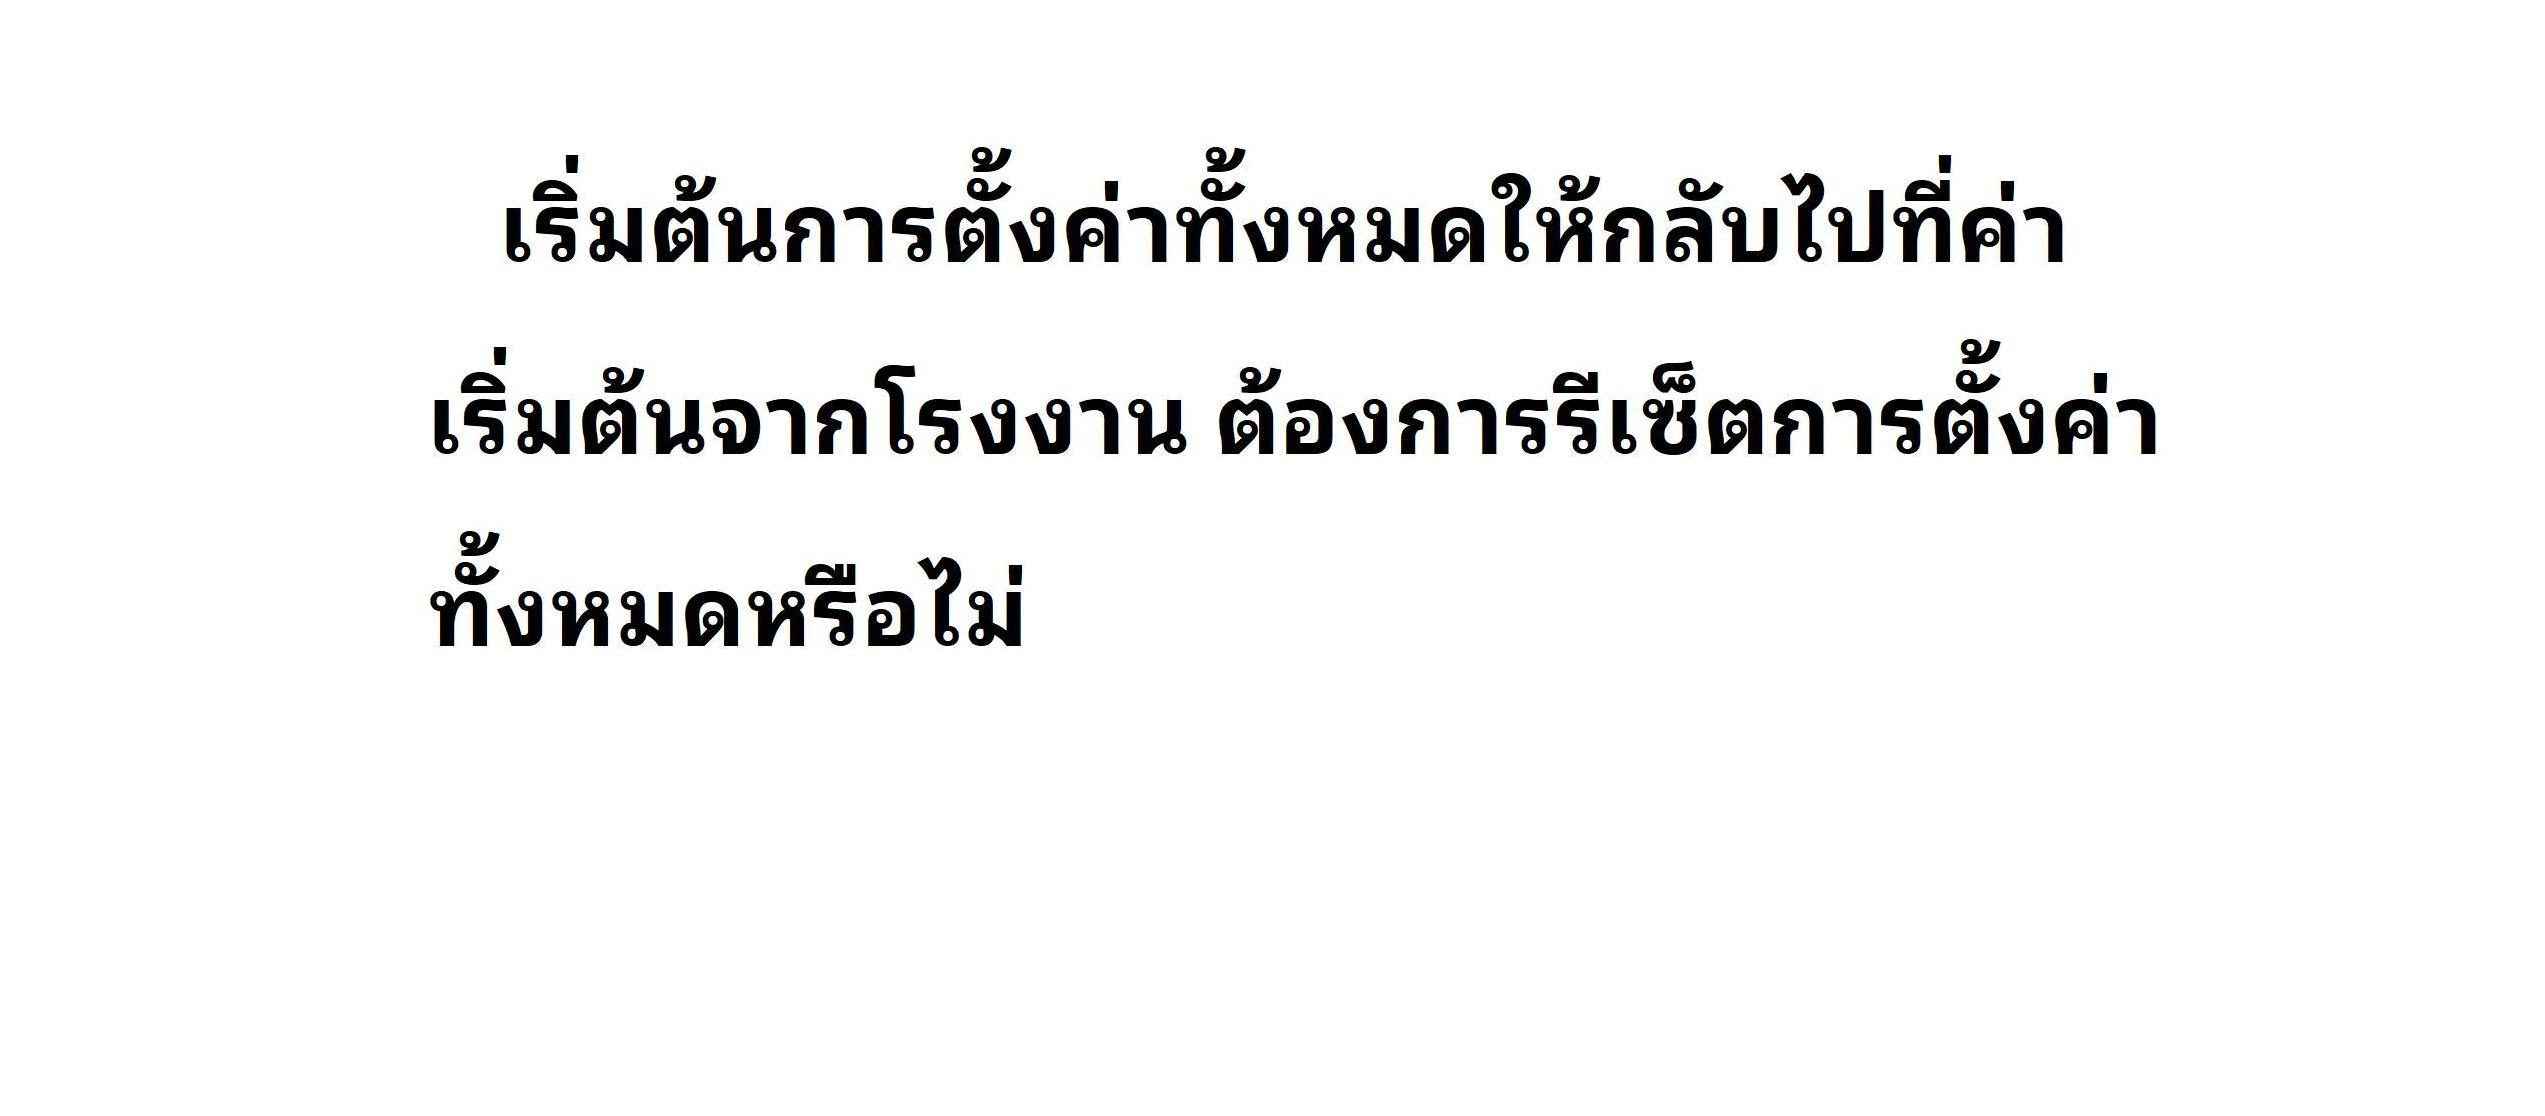 เริ่มต้นการตั้งค่าทั้งหมดให้กลับไปที่ค่า
เริ่มต้นจากโรงงาน ต้องการรีเซ็ตการตั้งค่า
ทั้งหมดหรือไม่